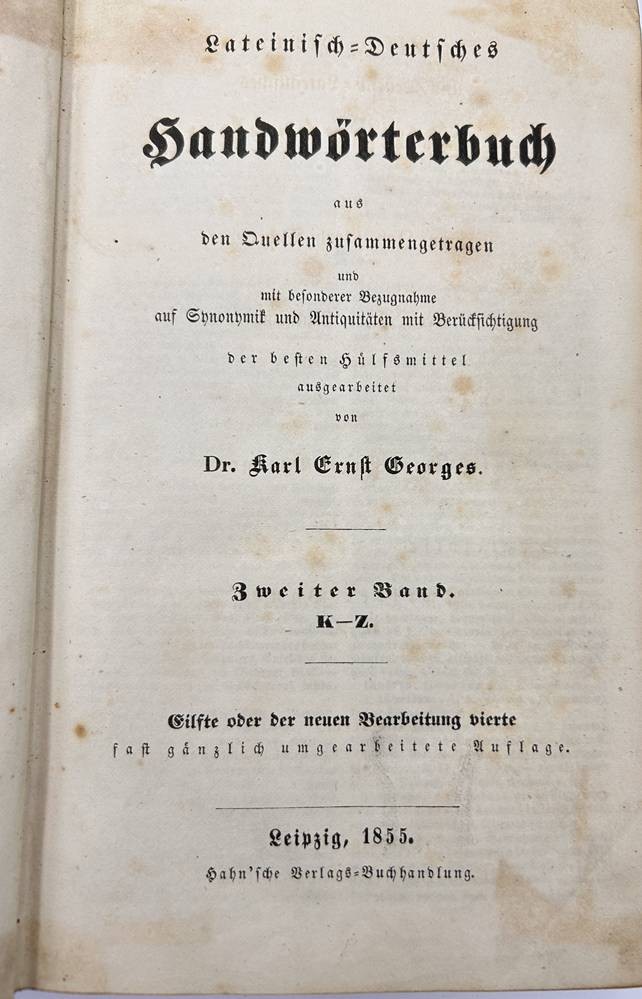 Lateinisch=Deutsches
Handwörterbuch
aus
den Quellen zusammengetragen
und
mit besonderer Bezugnahme
auf Synonymik und Antiquitäten mit Berücksichtigung
der besten Hülfsmittel
ausgearbeitet
von
Dr. Karl Ernst Georges.
Zweiter Band.
K—Z.
Eilfte oder der neuen Bearbeitung vierte
fast gänzlich umgearbeitete Auflage.
Leipzig, 1855.
Hahn'sche Verlags=Buchhandlung.